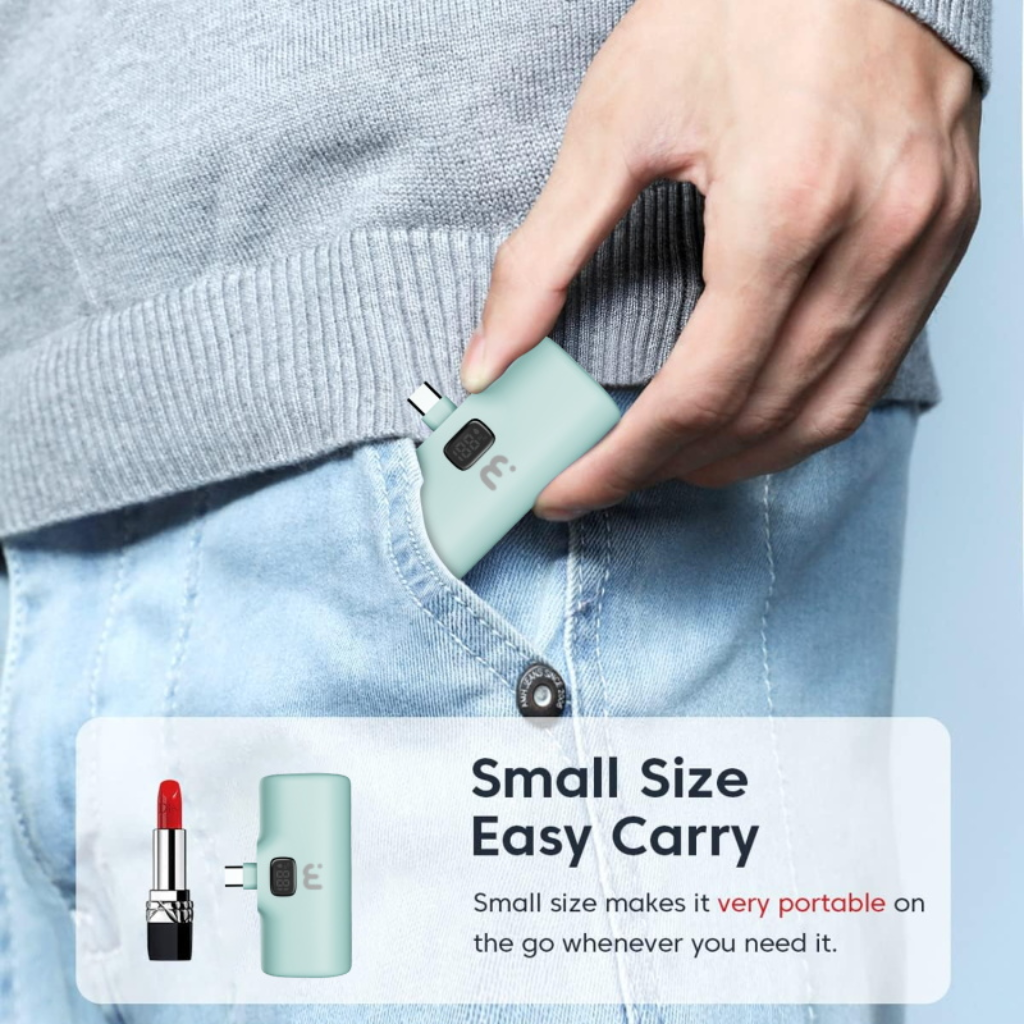 Small Size
Easy Carry
Small size makes it very portable on
the go whenever you need it.